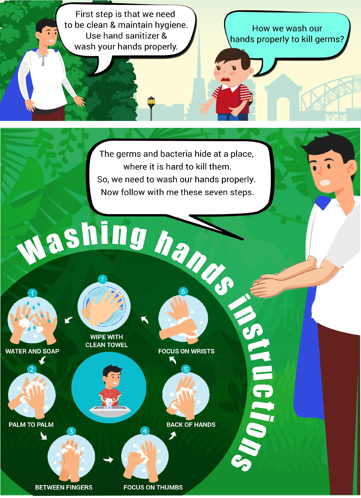 First step is that we need
to be clean & maintain hygiene.
Use hand sanitizer &
wash your hands properly.
How we wash our
hands properly to kill germs?
The germs and bacteria hide at a place,
where it is hard to kill them.
So, we need to wash our hands properly.
Now follow with me these seven steps.
Washing hands instructions
1
WATER AND SOAP
2
PALM TO PALM
3
BETWEEN FINGERS
4
FOCUS ON THUMBS
5
BACK OF HANDS
6
FOCUS ON WRISTS
7
WIPE WITH
CLEAN TOWEL